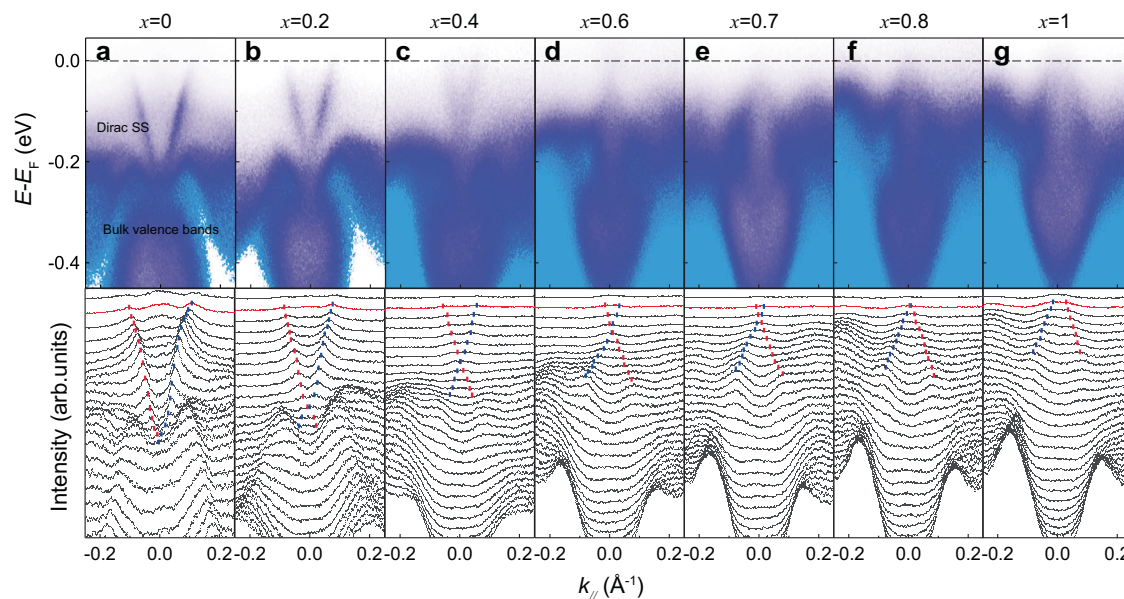 x=0 x=0.2 x=0.4 x=0.6 x=0.7 x=0.8 x=1
a b c d e f g
0.0
Dirac SS
-0.2
E-EF (eV)
Bulk valence bands
-0.4
Intensity (arb.units)
-0.2 0.0 0.2 -0.2 0.0 0.2 -0.2 0.0 0.2 -0.2 0.0 0.2 -0.2 0.0 0.2 -0.2 0.0 0.2 -0.2 0.0 0.2
k// (Å-1)